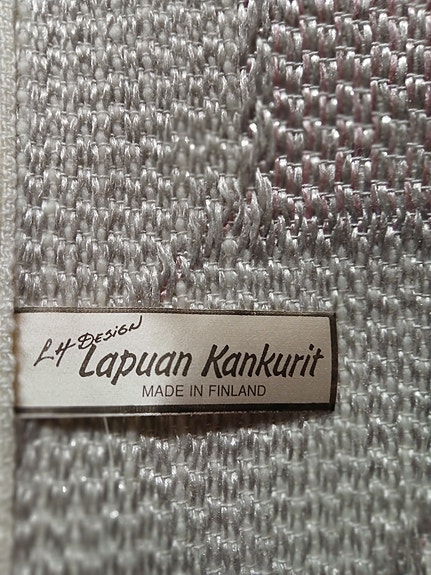 LH DESIGN
Lapuan Kankurit
MADE IN FINLAND